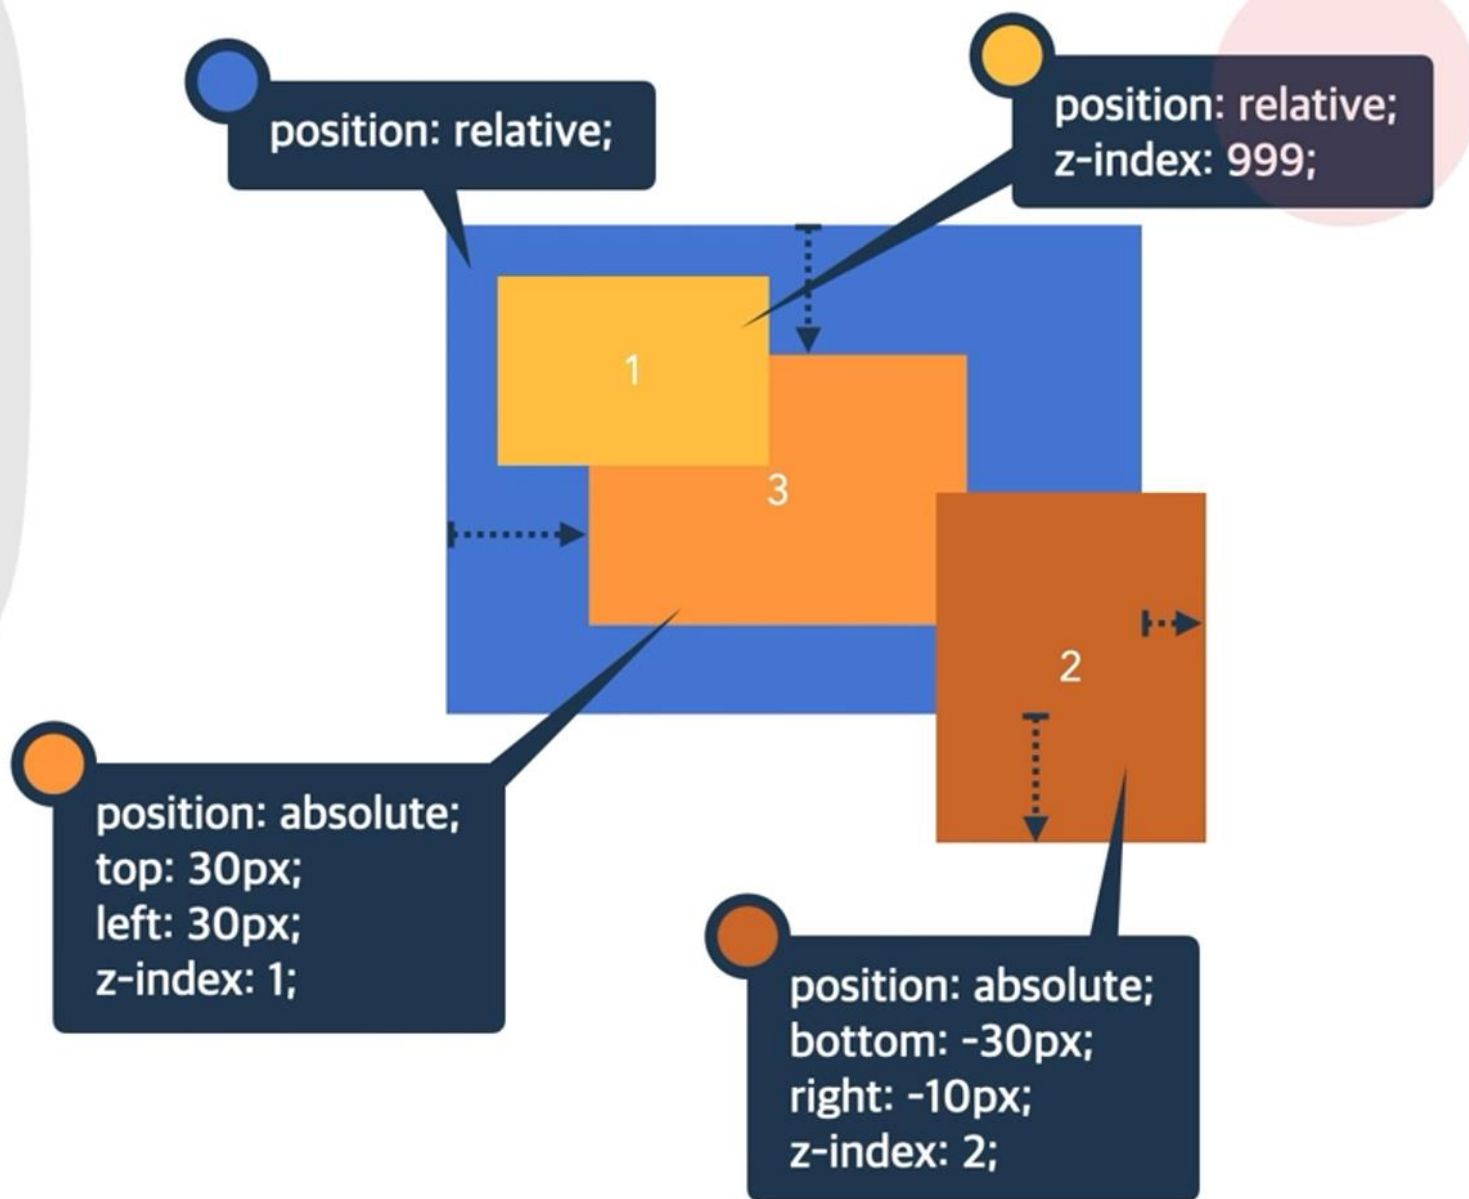 position: relative;
position: relative;
z-index: 999;
1
3
2
position: absolute;
top: 30px;
left: 30px;
z-index: 1;
position: absolute;
bottom: -30px;
right: -10px;
z-index: 2;